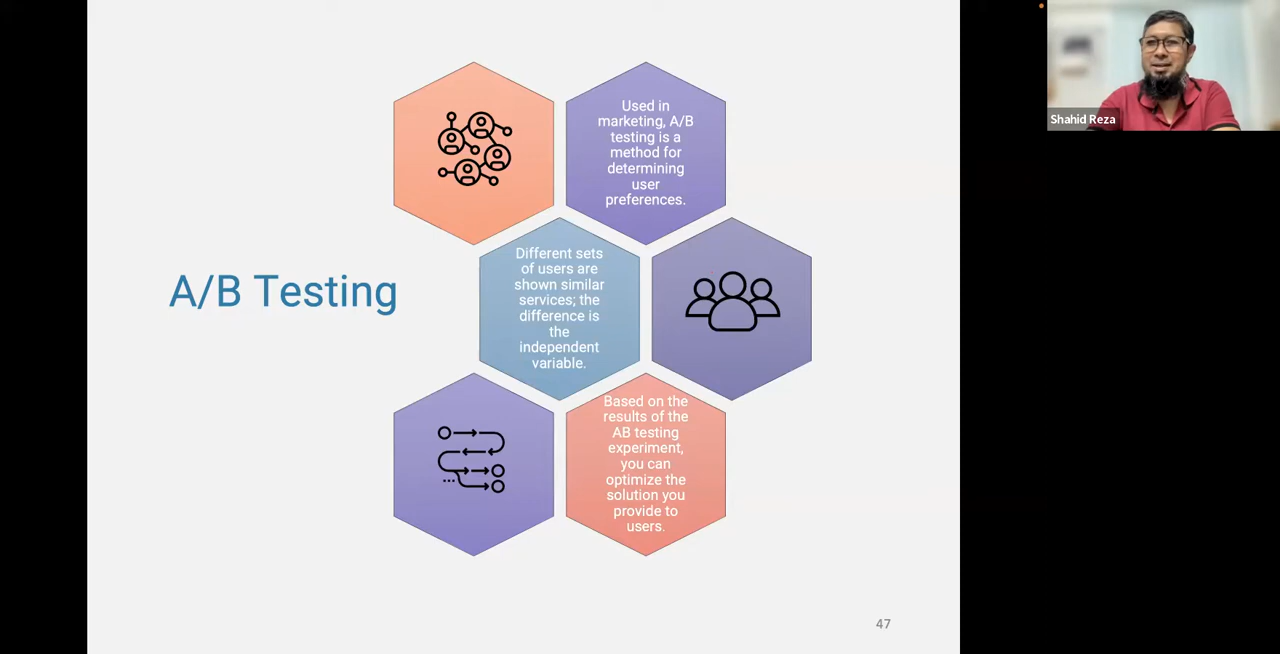 A/B Testing
Used in
marketing, A/B
testing is a
method for
determining
user
preferences.
Different sets
of users are
shown similar
services; the
difference is
the
independent
variable.
Based on the
results of the
AB testing
experiment,
you can
optimize the
solution you
provide to
users.
47
Shahid Reza